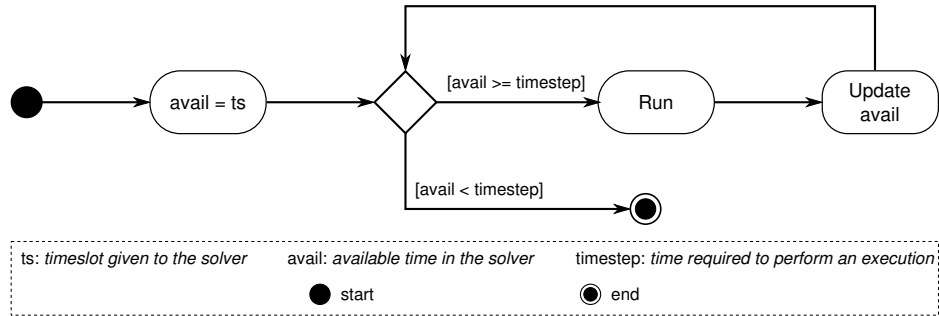 [avail >= timestep]
avail = ts
Run
Update
avail
[avail < timestep]
ts: timeslot given to the solver avail: available time in the solver timestep: time required to perform an execution
start end